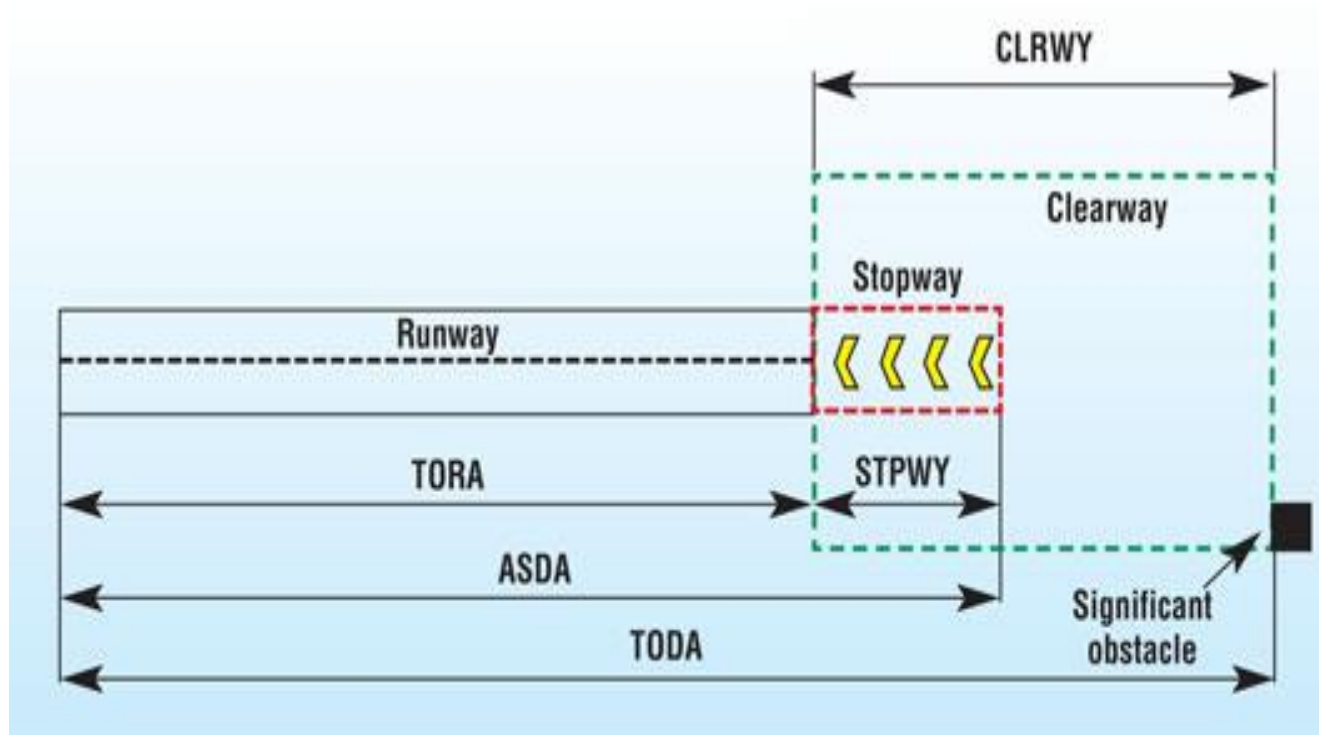 CLRWY
Clearway
Stopway
Runway
TORA
STPWY
ASDA
Significant
obstacle
TODA